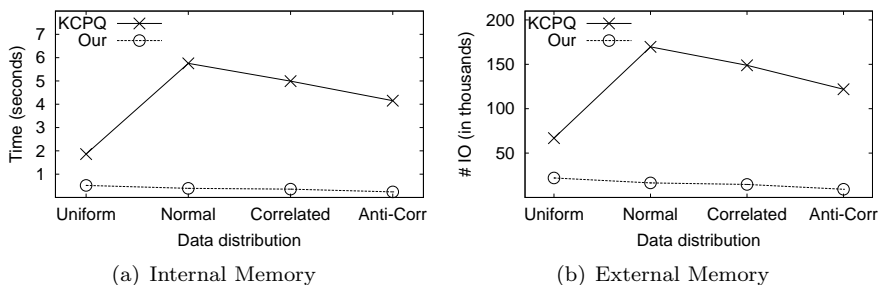 KCPQ
Our
7
6
5
4
3
2
1
Time (seconds)
Uniform Normal Correlated Anti-Corr
Data distribution
(a) Internal Memory
KCPQ
Our
200
150
100
50
# IO (in thousands)
Uniform Normal Correlated Anti-Corr
Data distribution
(b) External Memory